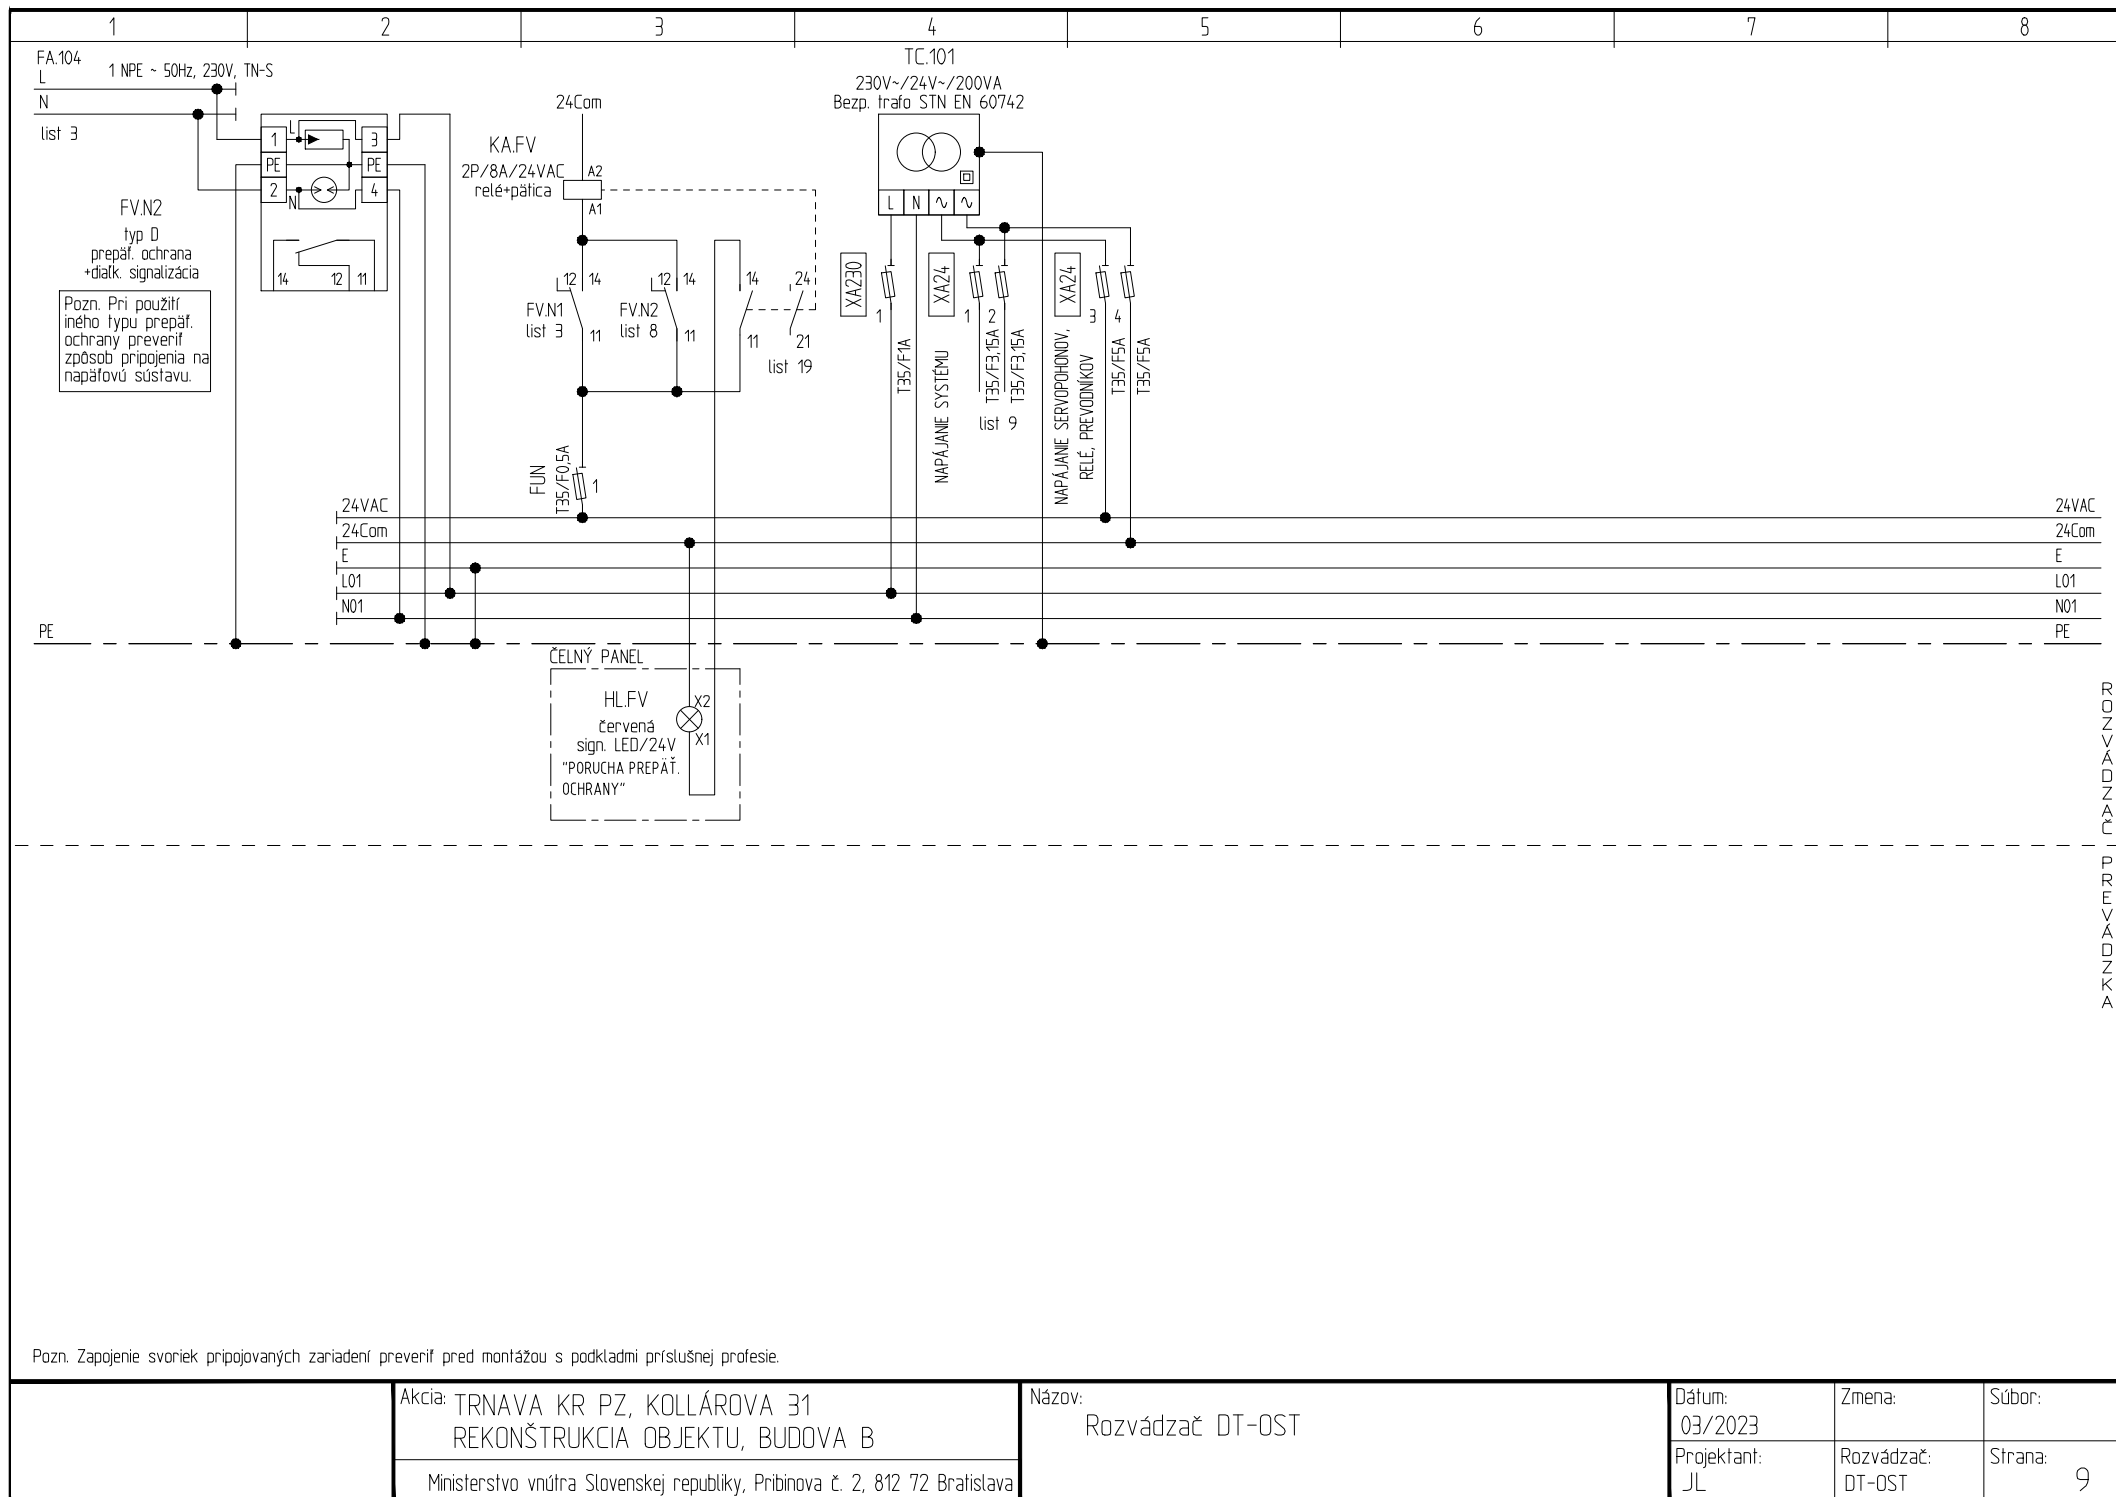 1 2 3 4 5 6 7 8
FA.104
L
1 NPE ~ 50Hz, 230V, TN-S
N
list 3
FV.N2
typ D
prepäť. ochrana
+diaľk. signalizácia
Pozn. Pri použití
iného typu prepäť.
ochrany preveriť
zpôsob pripojenia na
napäťovú sústavu.
1 L 3
PE PE
2 N 4
14 12 11
24Com
KA.FV
2P/8A/24VAC
relé+pätica
A2
A1
12 14
FV.N1
list 3
11
12 14
FV.N2
list 8
11
14
11
24
21
list 19
FUN
T35/F0,5A
1
TC.101
230V~/24V~/200VA
Bezp. trafo STN EN 60742
L N ∿ ∿
XA230
1
T35/F1A
XA24
1 2
NAPÁJANIE SYSTÉMU
T35/F3,15A
T35/F3,15A
list 9
XA24
3 4
NAPÁJANIE SERVOPOHONOV,
RELÉ, PREVODNÍKOV
T35/F5A
T35/F5A
24VAC 24VAC
24Com 24Com
E E
L01 L01
N01 N01
PE PE
ČELNÝ PANEL
HL.FV
červená
sign. LED/24V
"PORUCHA PREPÄŤ.
OCHRANY"
X2
X1
ROZVÁDZAČ
PREVÁDZKA
Pozn. Zapojenie svoriek pripojovaných zariadení preveriť pred montážou s podkladmi príslušnej profesie.
Akcia: TRNAVA KR PZ, KOLLÁROVA 31
REKONŠTRUKCIA OBJEKTU, BUDOVA B
Ministerstvo vnútra Slovenskej republiky, Pribinova č. 2, 812 72 Bratislava
Názov:
Rozvádzač DT-OST
Dátum:
03/2023
Zmena:
Súbor:
Projektant:
JL
Rozvádzač:
DT-OST
Strana:
9